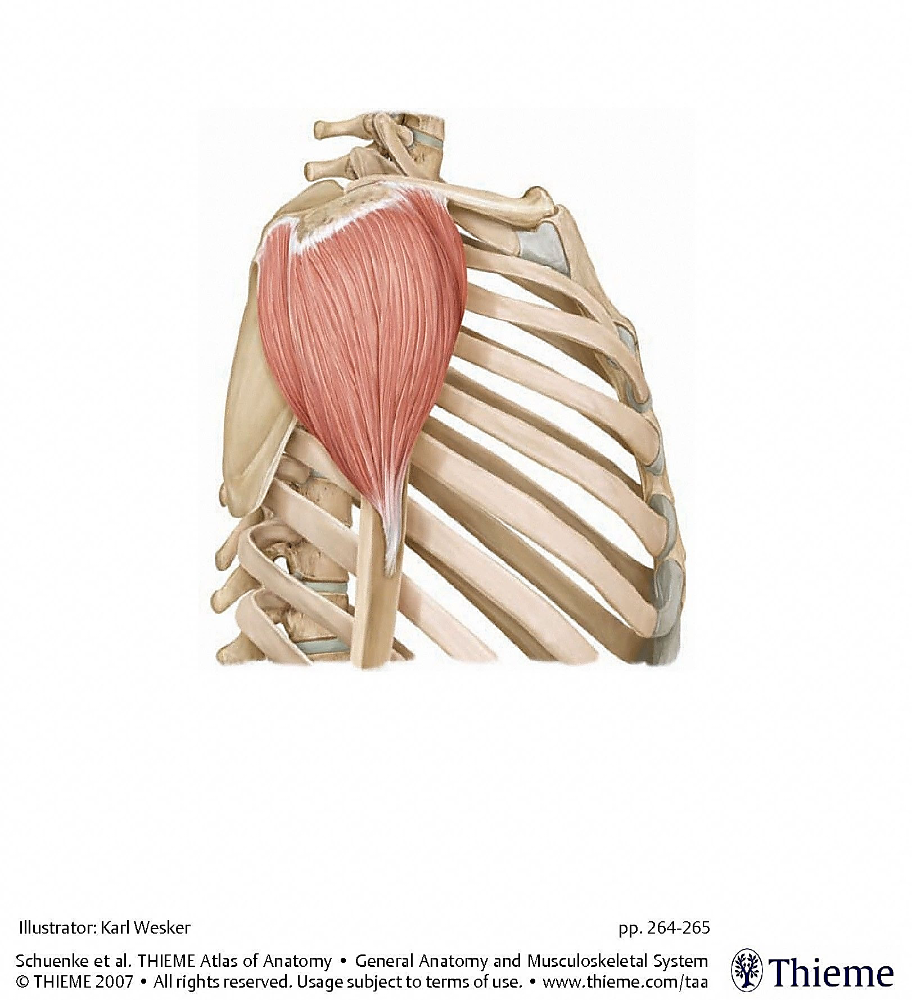 Illustrator: Karl Wesker
pp. 264-265
Schuenke et al. THIEME Atlas of Anatomy • General Anatomy and Musculoskeletal System
© THIEME 2007 • All rights reserved. Usage subject to terms of use. • www.thieme.com/taa
Thieme